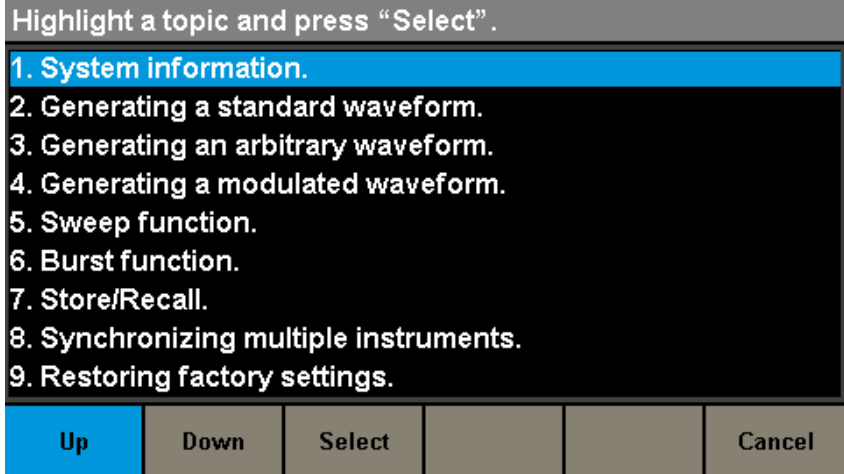 Highlight a topic and press “Select”.
1. System information.
2. Generating a standard waveform.
3. Generating an arbitrary waveform.
4. Generating a modulated waveform.
5. Sweep function.
6. Burst function.
7. Store/Recall.
8. Synchronizing multiple instruments.
9. Restoring factory settings.
Up Down Select Cancel